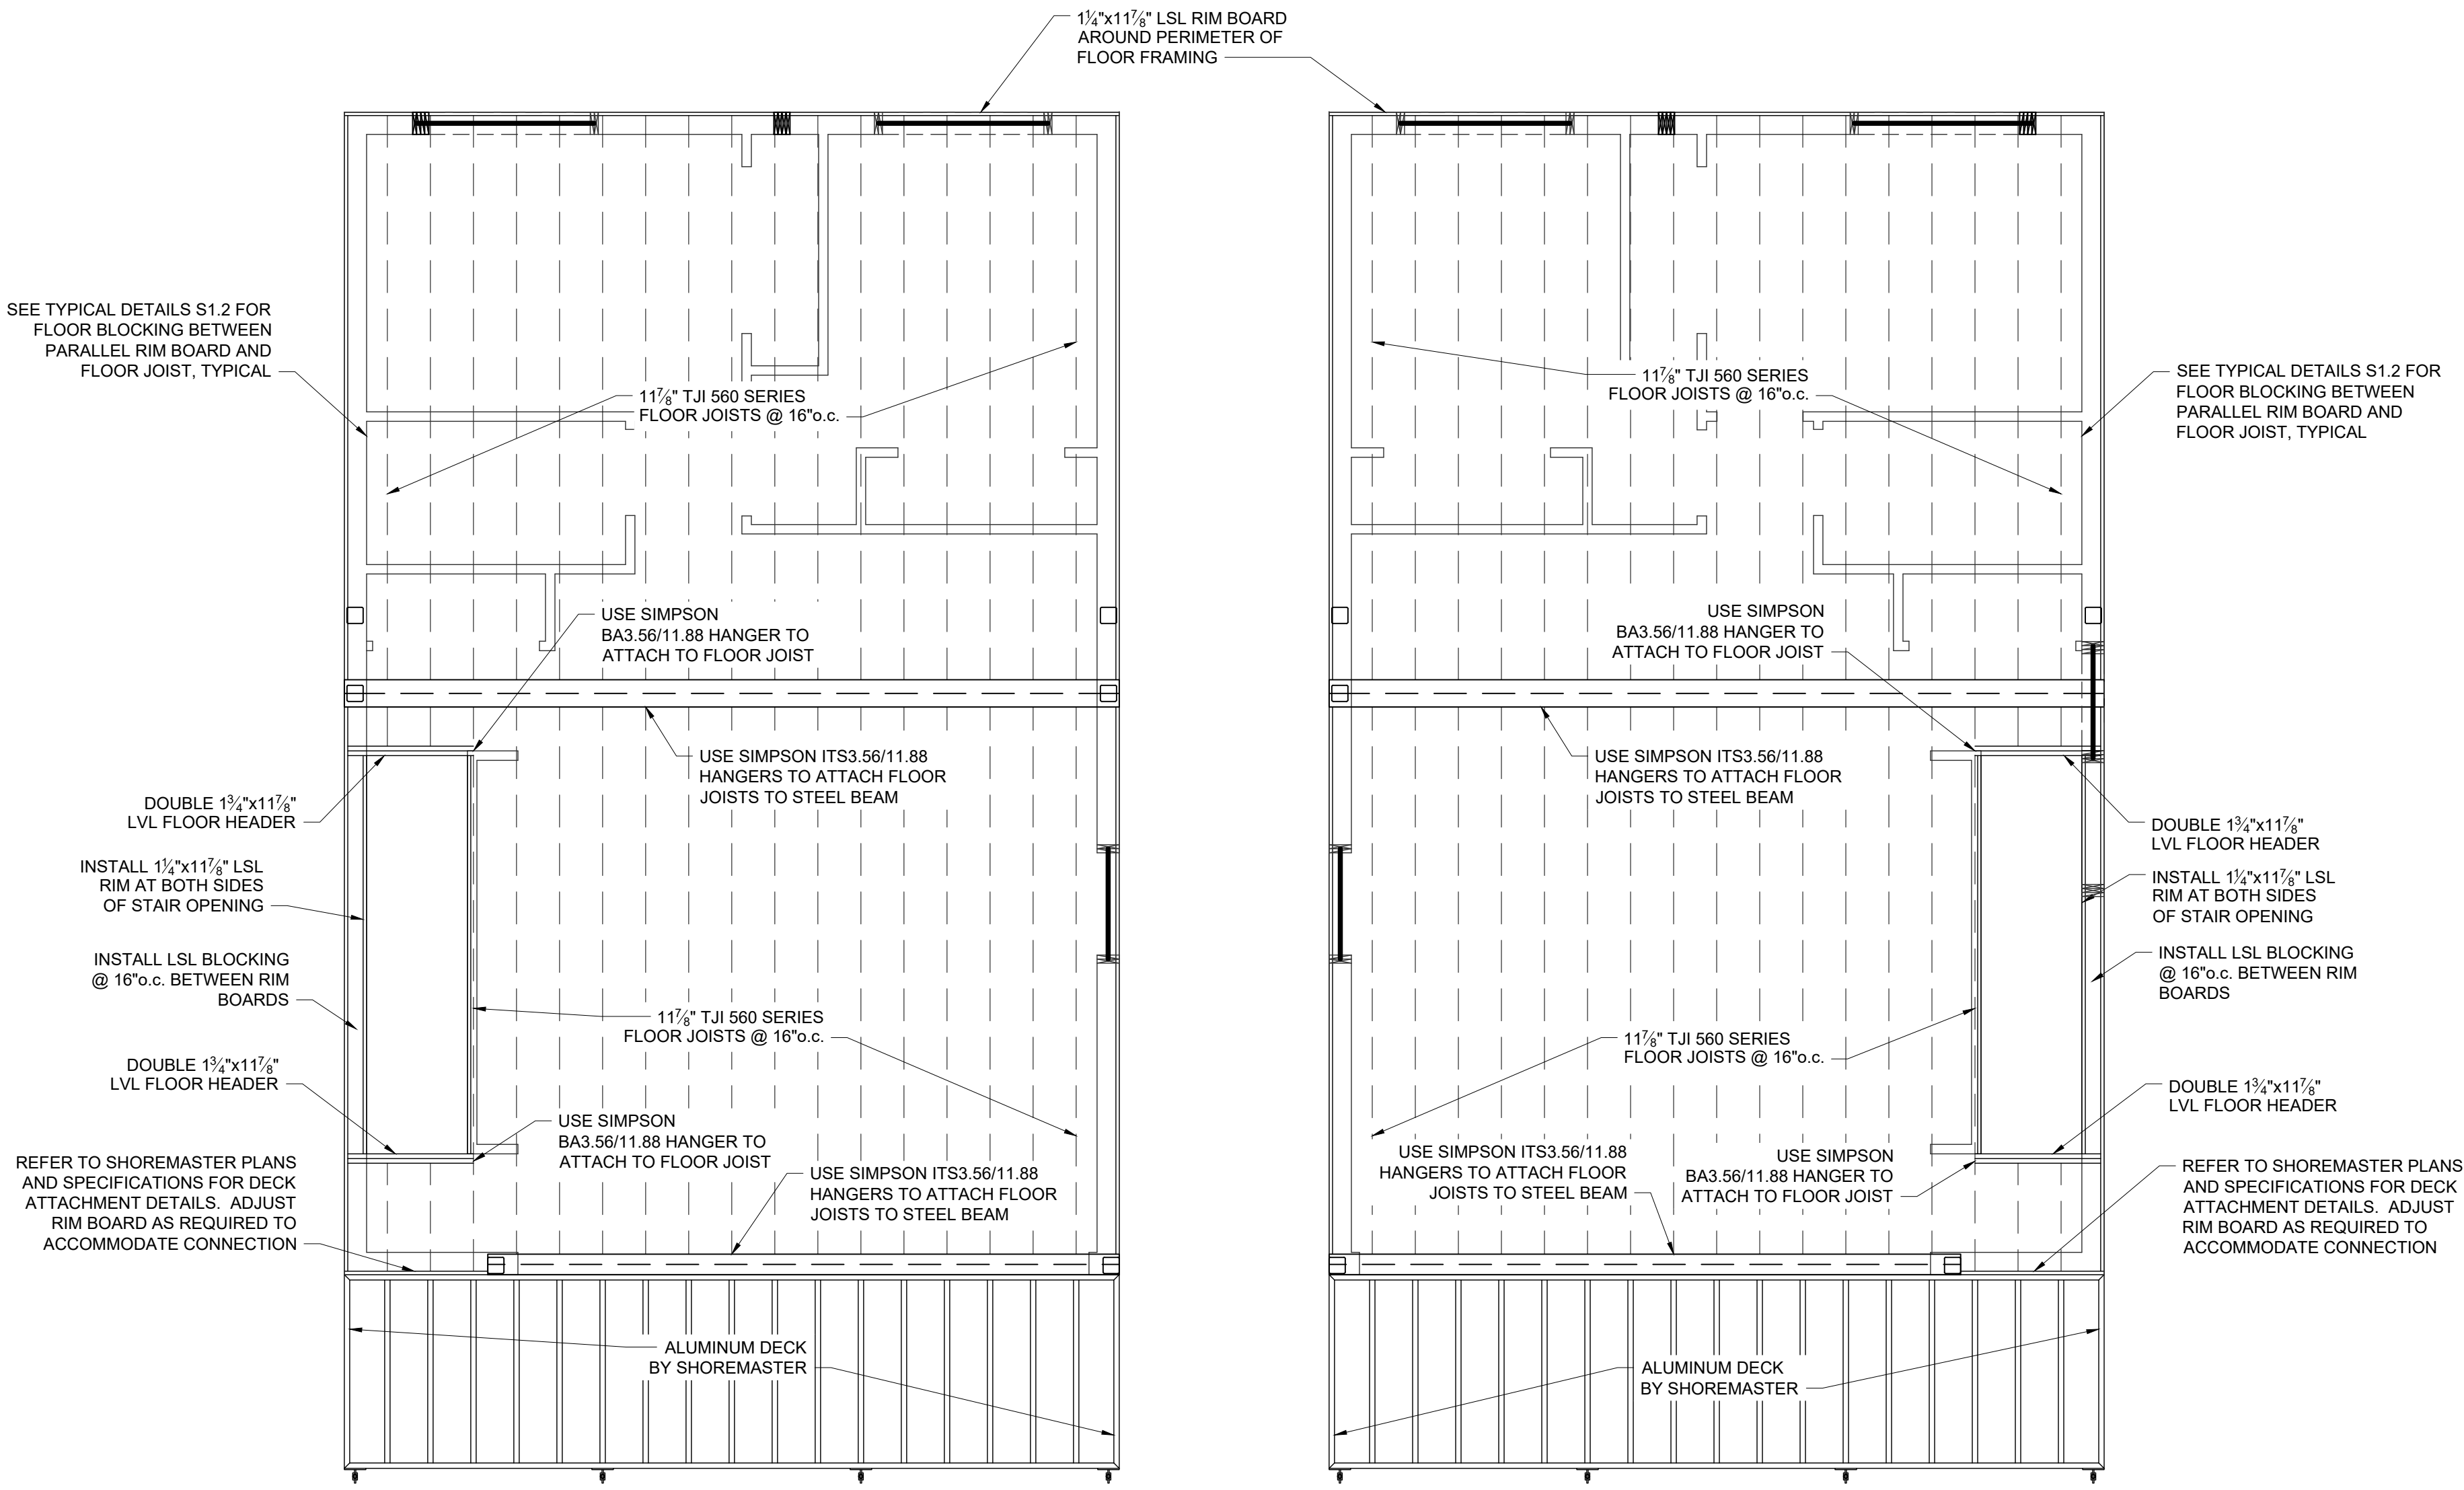 1¼"x11⅞" LSL RIM BOARD
AROUND PERIMETER OF
FLOOR FRAMING
SEE TYPICAL DETAILS S1.2 FOR
FLOOR BLOCKING BETWEEN
PARALLEL RIM BOARD AND
FLOOR JOIST, TYPICAL
11⅞" TJI 560 SERIES
FLOOR JOISTS @ 16"o.c.
USE SIMPSON
BA3.56/11.88 HANGER TO
ATTACH TO FLOOR JOIST
USE SIMPSON ITS3.56/11.88
HANGERS TO ATTACH FLOOR
JOISTS TO STEEL BEAM
DOUBLE 1¾"x11⅞"
LVL FLOOR HEADER
INSTALL 1¼"x11⅞" LSL
RIM AT BOTH SIDES
OF STAIR OPENING
INSTALL LSL BLOCKING
@ 16"o.c. BETWEEN RIM
BOARDS
11⅞" TJI 560 SERIES
FLOOR JOISTS @ 16"o.c.
DOUBLE 1¾"x11⅞"
LVL FLOOR HEADER
USE SIMPSON
BA3.56/11.88 HANGER TO
ATTACH TO FLOOR JOIST
REFER TO SHOREMASTER PLANS
AND SPECIFICATIONS FOR DECK
ATTACHMENT DETAILS. ADJUST
RIM BOARD AS REQUIRED TO
ACCOMMODATE CONNECTION
USE SIMPSON ITS3.56/11.88
HANGERS TO ATTACH FLOOR
JOISTS TO STEEL BEAM
ALUMINUM DECK
BY SHOREMASTER
11⅞" TJI 560 SERIES
FLOOR JOISTS @ 16"o.c.
SEE TYPICAL DETAILS S1.2 FOR
FLOOR BLOCKING BETWEEN
PARALLEL RIM BOARD AND
FLOOR JOIST, TYPICAL
USE SIMPSON
BA3.56/11.88 HANGER TO
ATTACH TO FLOOR JOIST
USE SIMPSON ITS3.56/11.88
HANGERS TO ATTACH FLOOR
JOISTS TO STEEL BEAM
DOUBLE 1¾"x11⅞"
LVL FLOOR HEADER
INSTALL 1¼"x11⅞" LSL
RIM AT BOTH SIDES
OF STAIR OPENING
INSTALL LSL BLOCKING
@ 16"o.c. BETWEEN RIM
BOARDS
11⅞" TJI 560 SERIES
FLOOR JOISTS @ 16"o.c.
DOUBLE 1¾"x11⅞"
LVL FLOOR HEADER
USE SIMPSON ITS3.56/11.88
HANGERS TO ATTACH FLOOR
JOISTS TO STEEL BEAM
USE SIMPSON
BA3.56/11.88 HANGER TO
ATTACH TO FLOOR JOIST
REFER TO SHOREMASTER PLANS
AND SPECIFICATIONS FOR DECK
ATTACHMENT DETAILS. ADJUST
RIM BOARD AS REQUIRED TO
ACCOMMODATE CONNECTION
ALUMINUM DECK
BY SHOREMASTER